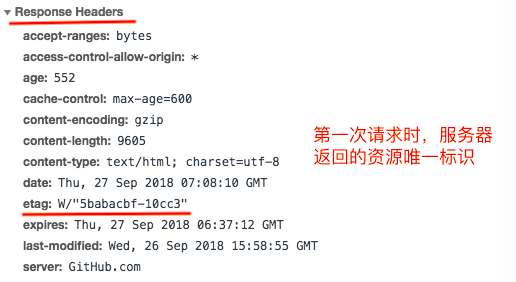 Response Headers
accept-ranges: bytes
access-control-allow-origin: *
age: 552
cache-control: max-age=600
content-encoding: gzip
content-length: 9605
content-type: text/html; charset=utf-8
date: Thu, 27 Sep 2018 07:08:10 GMT
etag: W/"5babacbf-10cc3"
expires: Thu, 27 Sep 2018 06:37:12 GMT
last-modified: Wed, 26 Sep 2018 15:58:55 GMT
server: GitHub.com
第一次请求时，服务器
返回的资源唯一标识